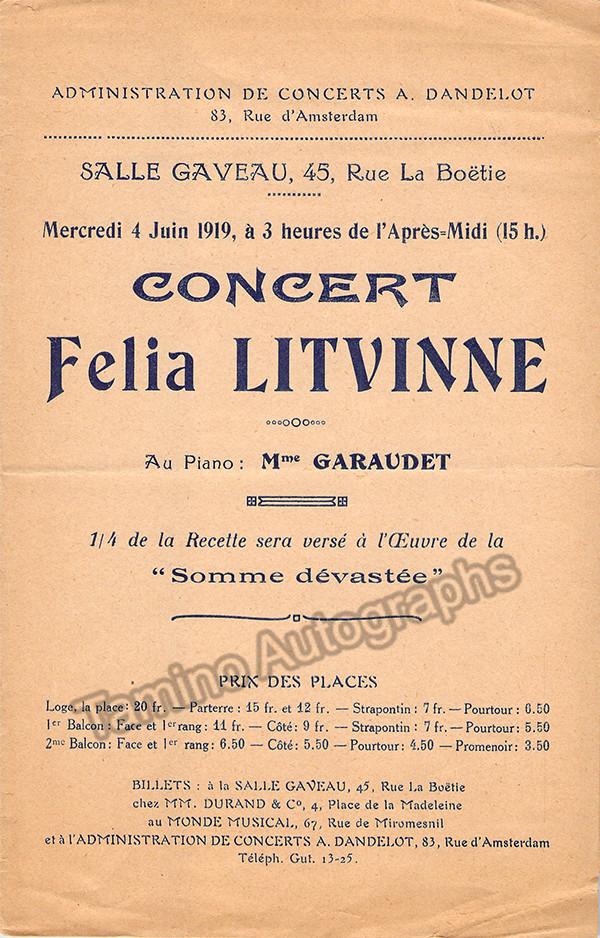 ADMINISTRATION DE CONCERTS A. DANDELOT
83, Rue d'Amsterdam
SALLE GAVEAU, 45, Rue La Boëtie
Mercredi 4 Juin 1919, à 3 heures de l'Après=Midi (15 h.)
CONCERT
Felia LITVINNE
Au Piano : Mme GARAUDET
1/4 de la Recette sera versé à l'Œuvre de la
“Somme dévastée”
Tamino Autographs
PRIX DES PLACES
Loge, la place : 20 fr. — Parterre : 15 fr. et 12 fr. — Strapontin : 7 fr. — Pourtour : 6.50
1er Balcon : Face et 1er rang : 11 fr. — Côté : 9 fr. — Strapontin : 7 fr. — Pourtour : 5.50
2me Balcon : Face et 1er rang : 6.50 — Côté : 5.50 — Pourtour : 4.50 — Promenoir : 3.50
BILLETS : à la SALLE GAVEAU, 45, Rue La Boëtie
chez MM. DURAND & Co, 4, Place de la Madeleine
au MONDE MUSICAL, 67, Rue de Miromesnil
et à l'ADMINISTRATION DE CONCERTS A. DANDELOT, 83, Rue d'Amsterdam
Téléph. Gut. 13-25.